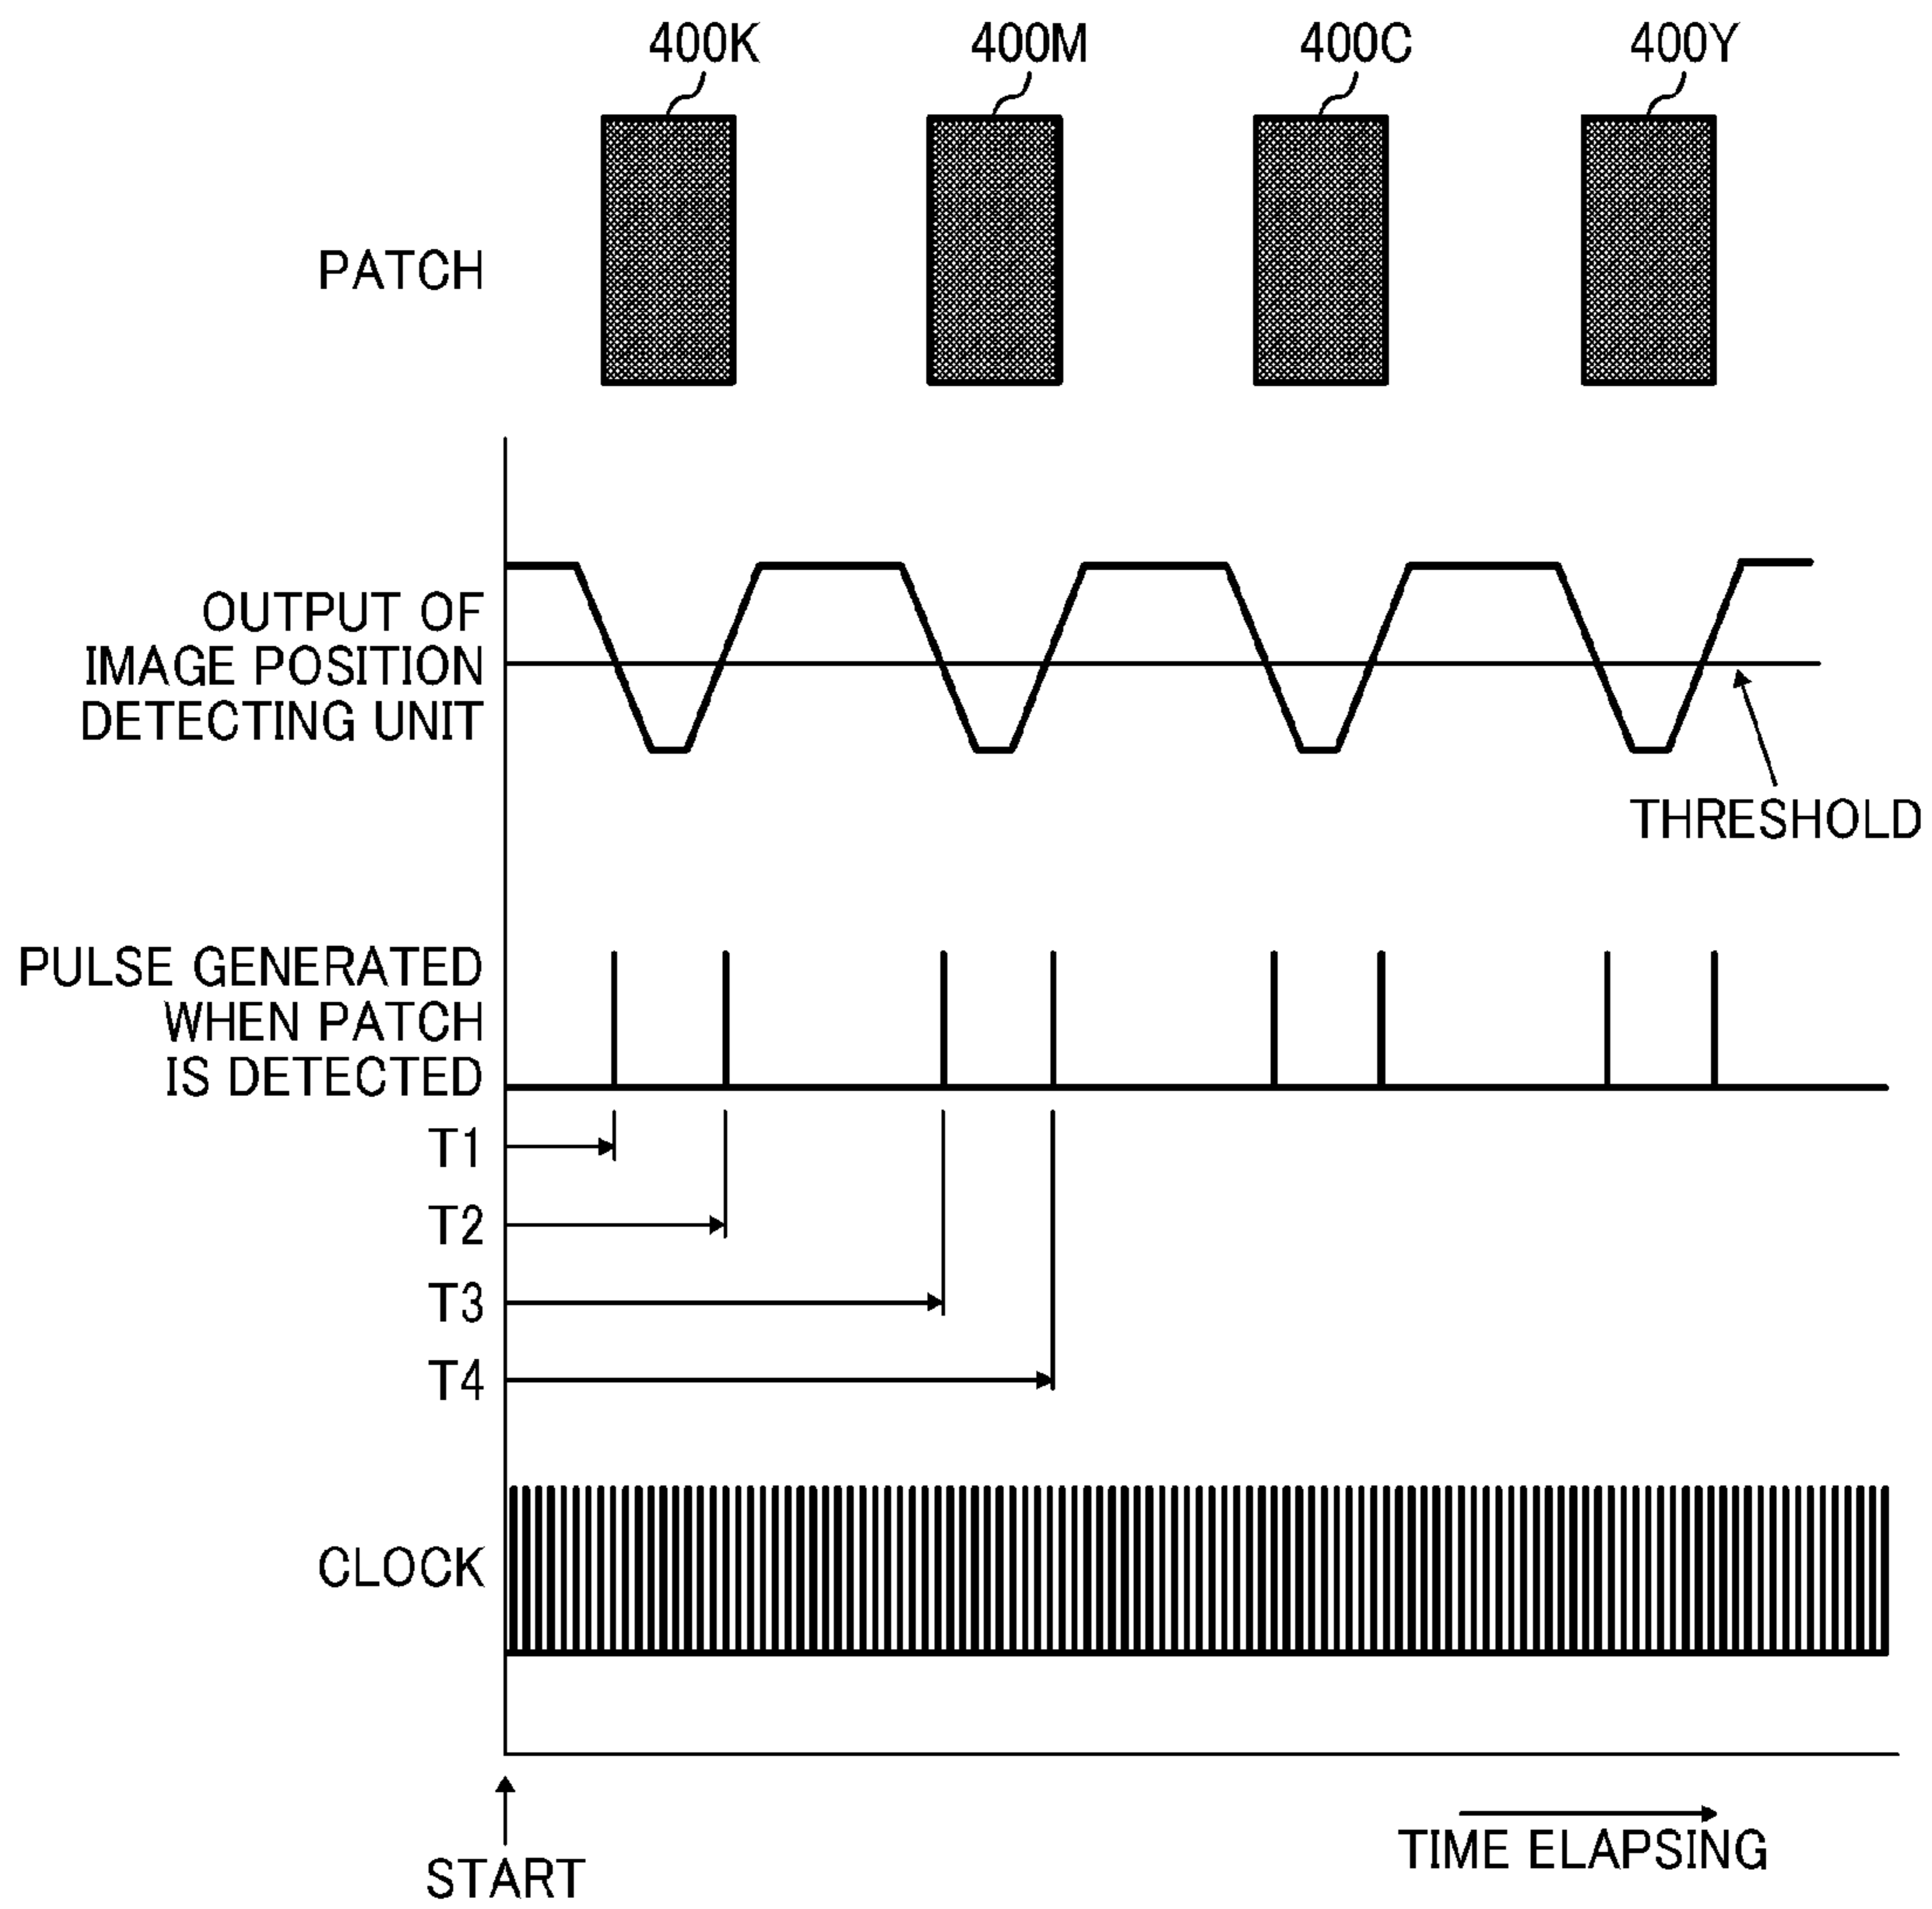 400K 400M 400C 400Y
PATCH
OUTPUT OF
IMAGE POSITION
DETECTING UNIT
THRESHOLD
PULSE GENERATED
WHEN PATCH
IS DETECTED
T1
T2
T3
T4
CLOCK
START
TIME ELAPSING